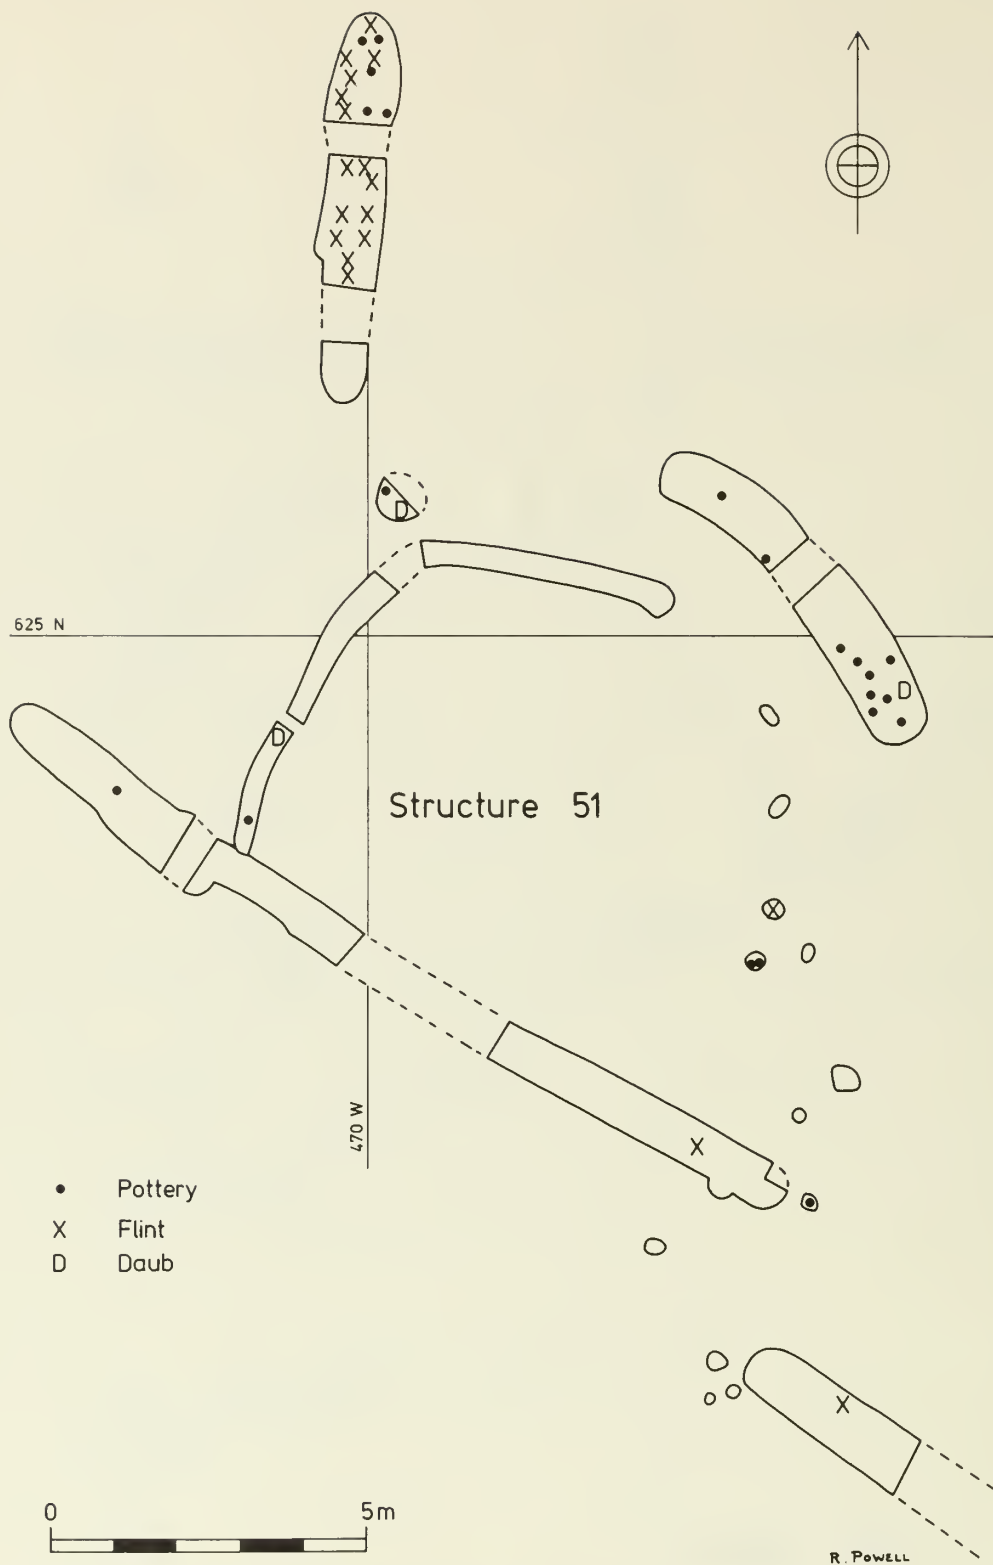 625 N
Structure 51
470 W
Pottery
X Flint
D Daub
0 5m
R. POWELL